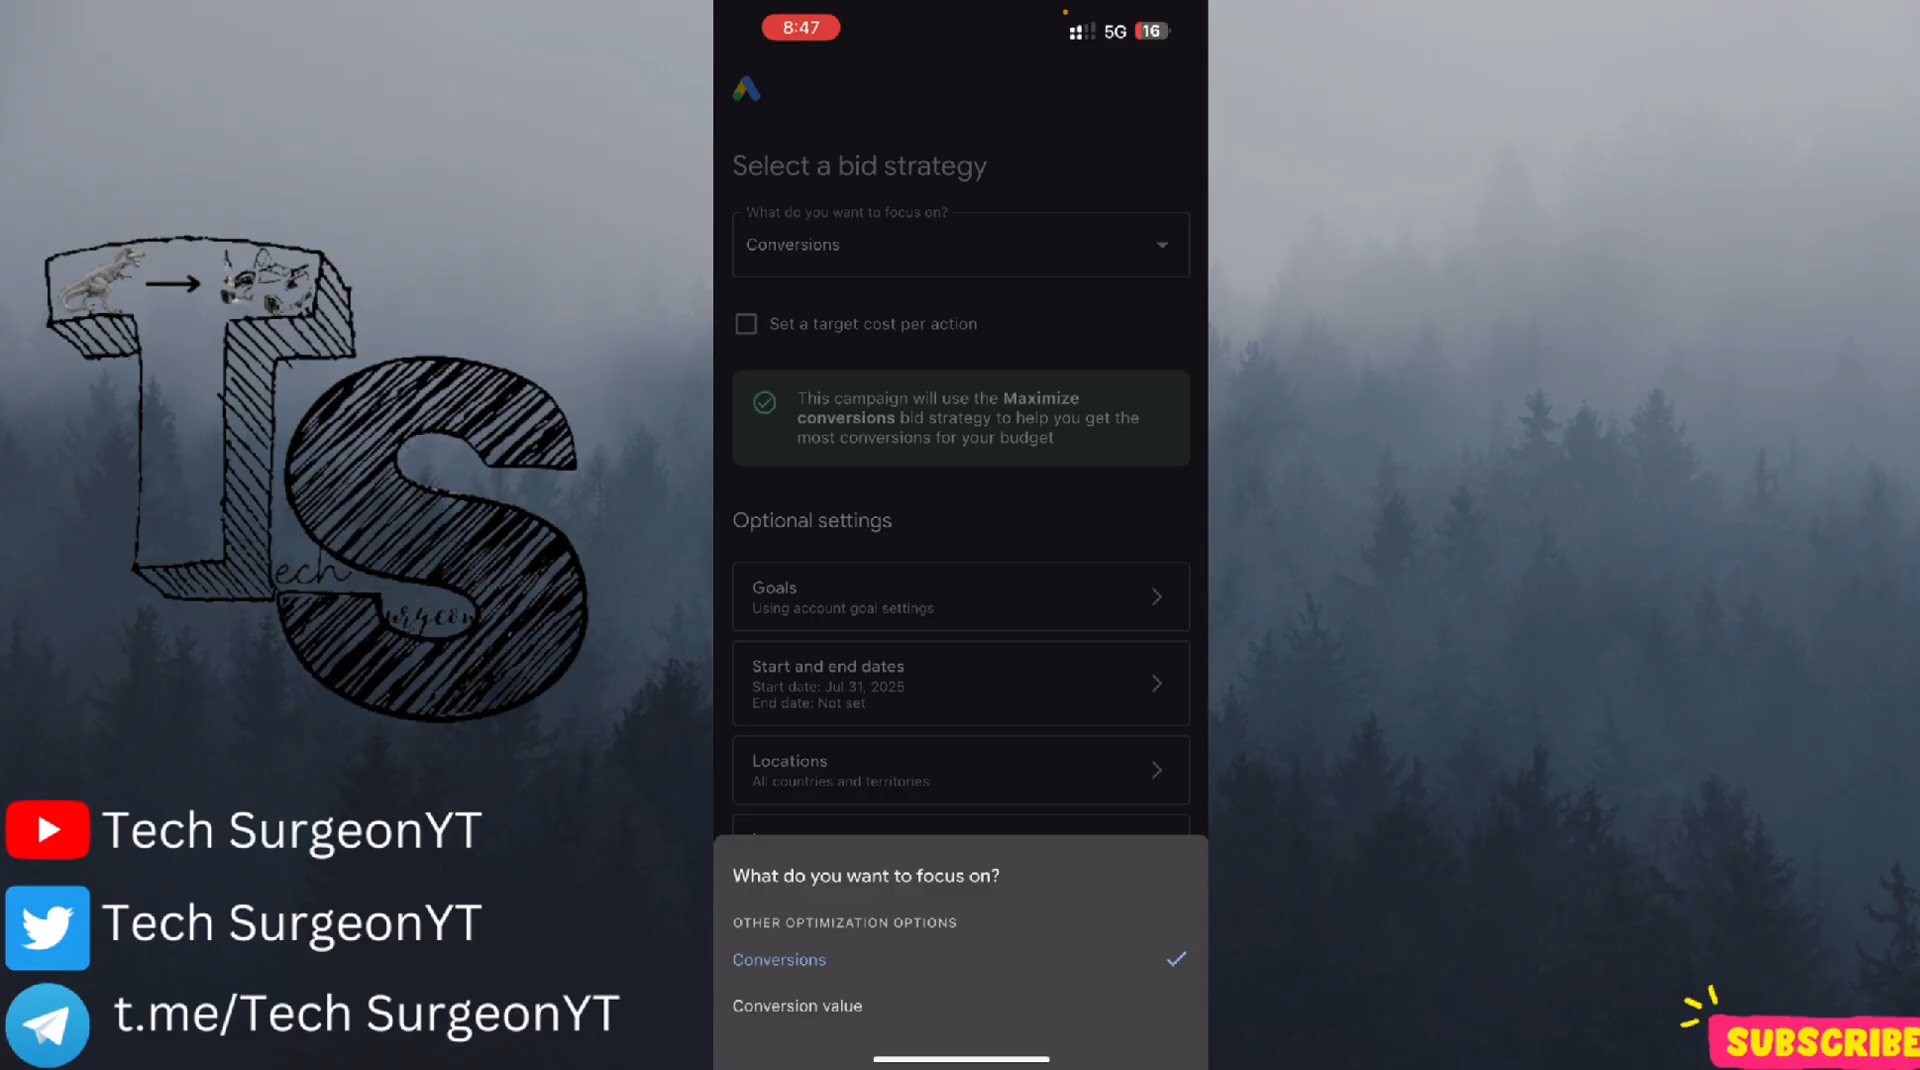 8:47
5G 16
Select a bid strategy
What do you want to focus on?
Conversions
Set a target cost per action
This campaign will use the Maximize
conversions bid strategy to help you get the
most conversions for your budget
Optional settings
Goals
Using account goal settings
Start and end dates
Start date: Jul 31, 2025
End date: Not set
Locations
All countries and territories
What do you want to focus on?
OTHER OPTIMIZATION OPTIONS
Conversions
Conversion value
TS
Tech
Surgeon
Tech SurgeonYT
Tech SurgeonYT
t.me/Tech SurgeonYT
SUBSCRIBE